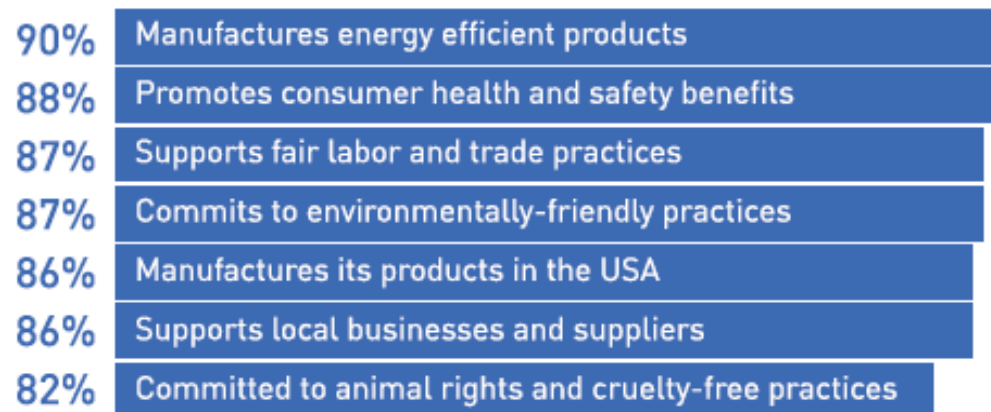 90% Manufactures energy efficient products
88% Promotes consumer health and safety benefits
87% Supports fair labor and trade practices
87% Commits to environmentally-friendly practices
86% Manufactures its products in the USA
86% Supports local businesses and suppliers
82% Committed to animal rights and cruelty-free practices